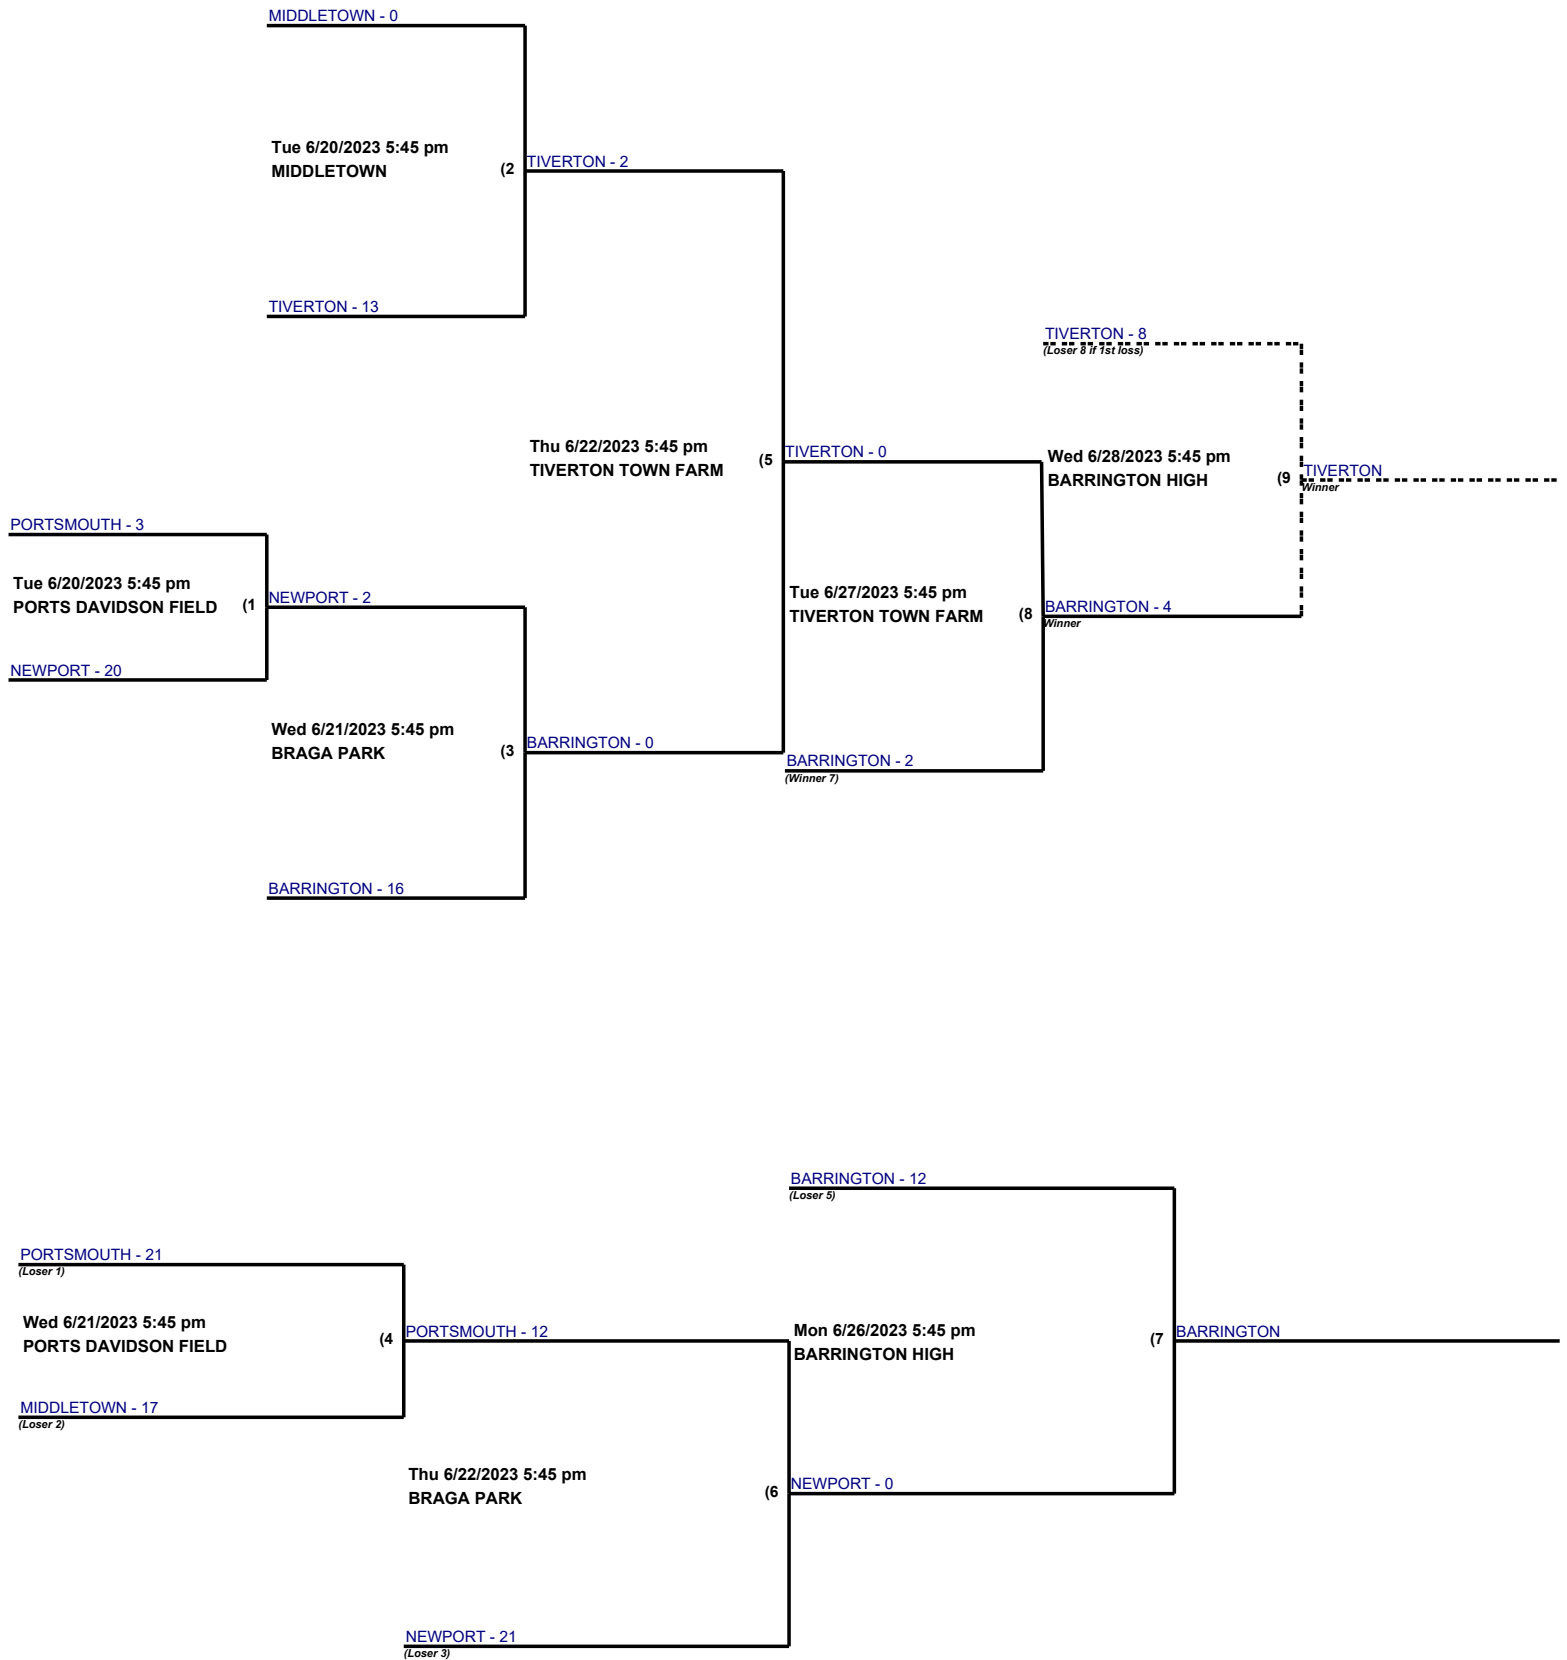 MIDDLETOWN - 0
Tue 6/20/2023 5:45 pm
MIDDLETOWN
(2
TIVERTON - 2
TIVERTON - 13
TIVERTON - 8
(Loser 8 if 1st loss)
Thu 6/22/2023 5:45 pm
TIVERTON TOWN FARM
(5
TIVERTON - 0
Wed 6/28/2023 5:45 pm
BARRINGTON HIGH
(9
TIVERTON
Winner
PORTSMOUTH - 3
Tue 6/20/2023 5:45 pm
PORTS DAVIDSON FIELD
(1
NEWPORT - 2
Tue 6/27/2023 5:45 pm
TIVERTON TOWN FARM
(8
BARRINGTON - 4
Winner
NEWPORT - 20
Wed 6/21/2023 5:45 pm
BRAGA PARK
(3
BARRINGTON - 0
BARRINGTON - 2
(Winner 7)
BARRINGTON - 16
BARRINGTON - 12
(Loser 5)
PORTSMOUTH - 21
(Loser 1)
Wed 6/21/2023 5:45 pm
PORTS DAVIDSON FIELD
(4
PORTSMOUTH - 12
Mon 6/26/2023 5:45 pm
BARRINGTON HIGH
(7
BARRINGTON
MIDDLETOWN - 17
(Loser 2)
Thu 6/22/2023 5:45 pm
BRAGA PARK
(6
NEWPORT - 0
NEWPORT - 21
(Loser 3)